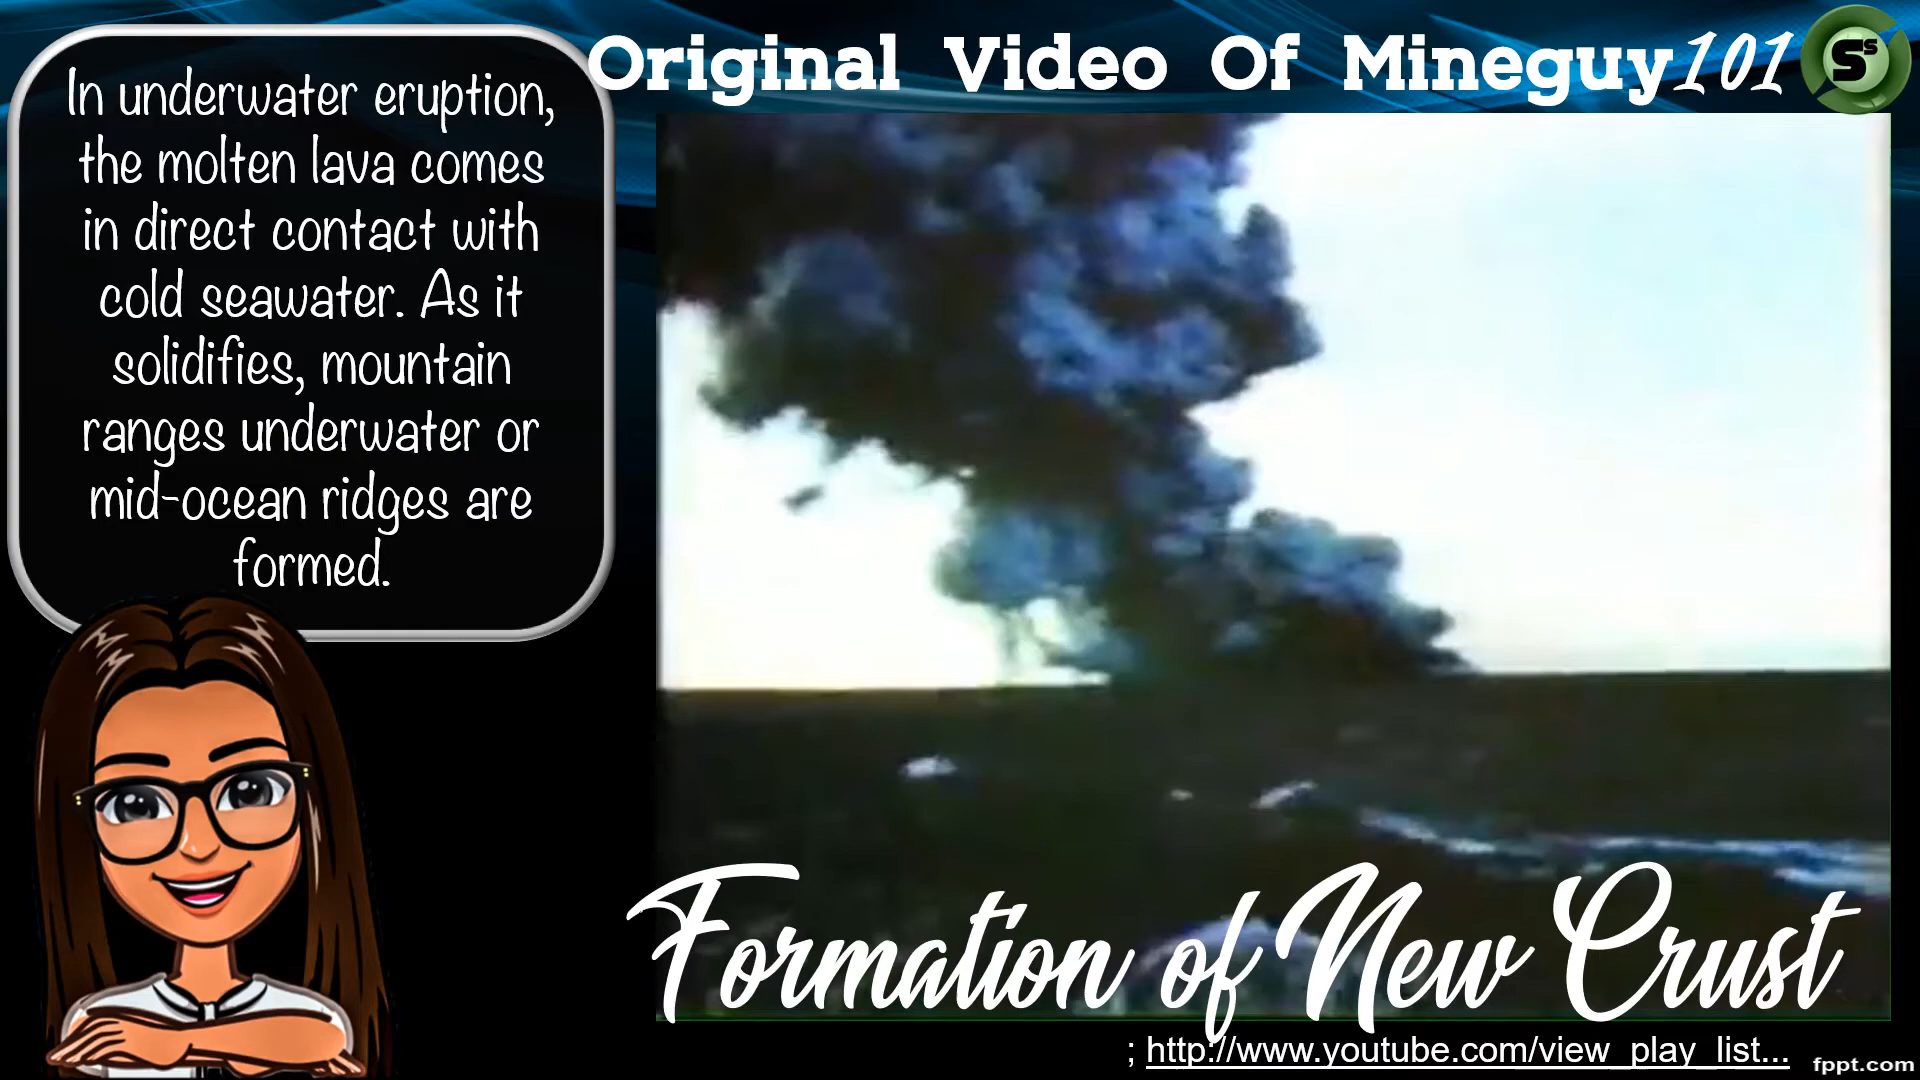 Original Video Of Mineguy101
Ss
In underwater eruption,
the molten lava comes
in direct contact with
cold seawater. As it
solidifies, mountain
ranges underwater or
mid-ocean ridges are
formed.
Formation of New Crust
; http://www.youtube.com/view_play_list...
fppt.com